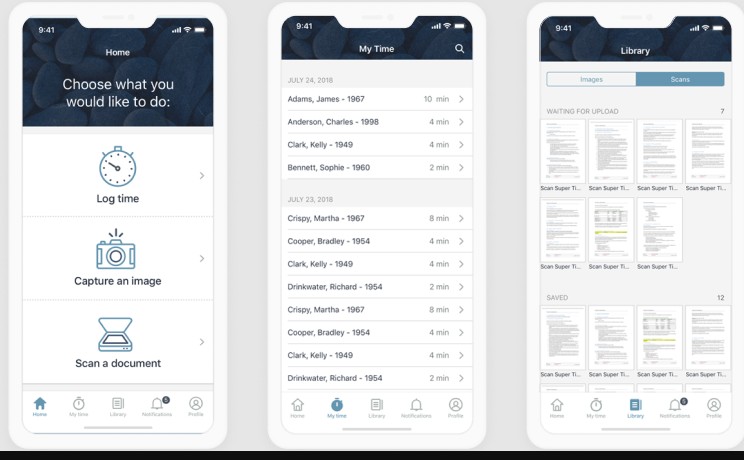 9:41
Home
Choose what you
would like to do:
Log time
Capture an image
Scan a document
Home My time Library Notifications 5 Profile
9:41
My Time
JULY 24, 2018
Adams, James - 1967 10 min
Anderson, Charles - 1998 4 min
Clark, Kelly - 1949 4 min
Bennett, Sophie - 1960 2 min
JULY 23, 2018
Crispy, Martha - 1967 8 min
Cooper, Bradley - 1954 4 min
Clark, Kelly - 1949 4 min
Drinkwater, Richard - 1954 2 min
Crispy, Martha - 1967 8 min
Cooper, Bradley - 1954 4 min
Clark, Kelly - 1949 4 min
Drinkwater, Richard - 1954 2 min
Home My time Library Notifications Profile
9:41
Library
Images Scans
WAITING FOR UPLOAD 7
Scan Super Ti... Scan Super Ti... Scan Super Ti... Scan Super Ti...
Scan Super Ti... Scan Super Ti... Scan Super Ti...
SAVED 12
Scan Super Ti... Scan Super Ti... Scan Super Ti... Scan Super Ti...
Home My time Library Notifications 5 Profile